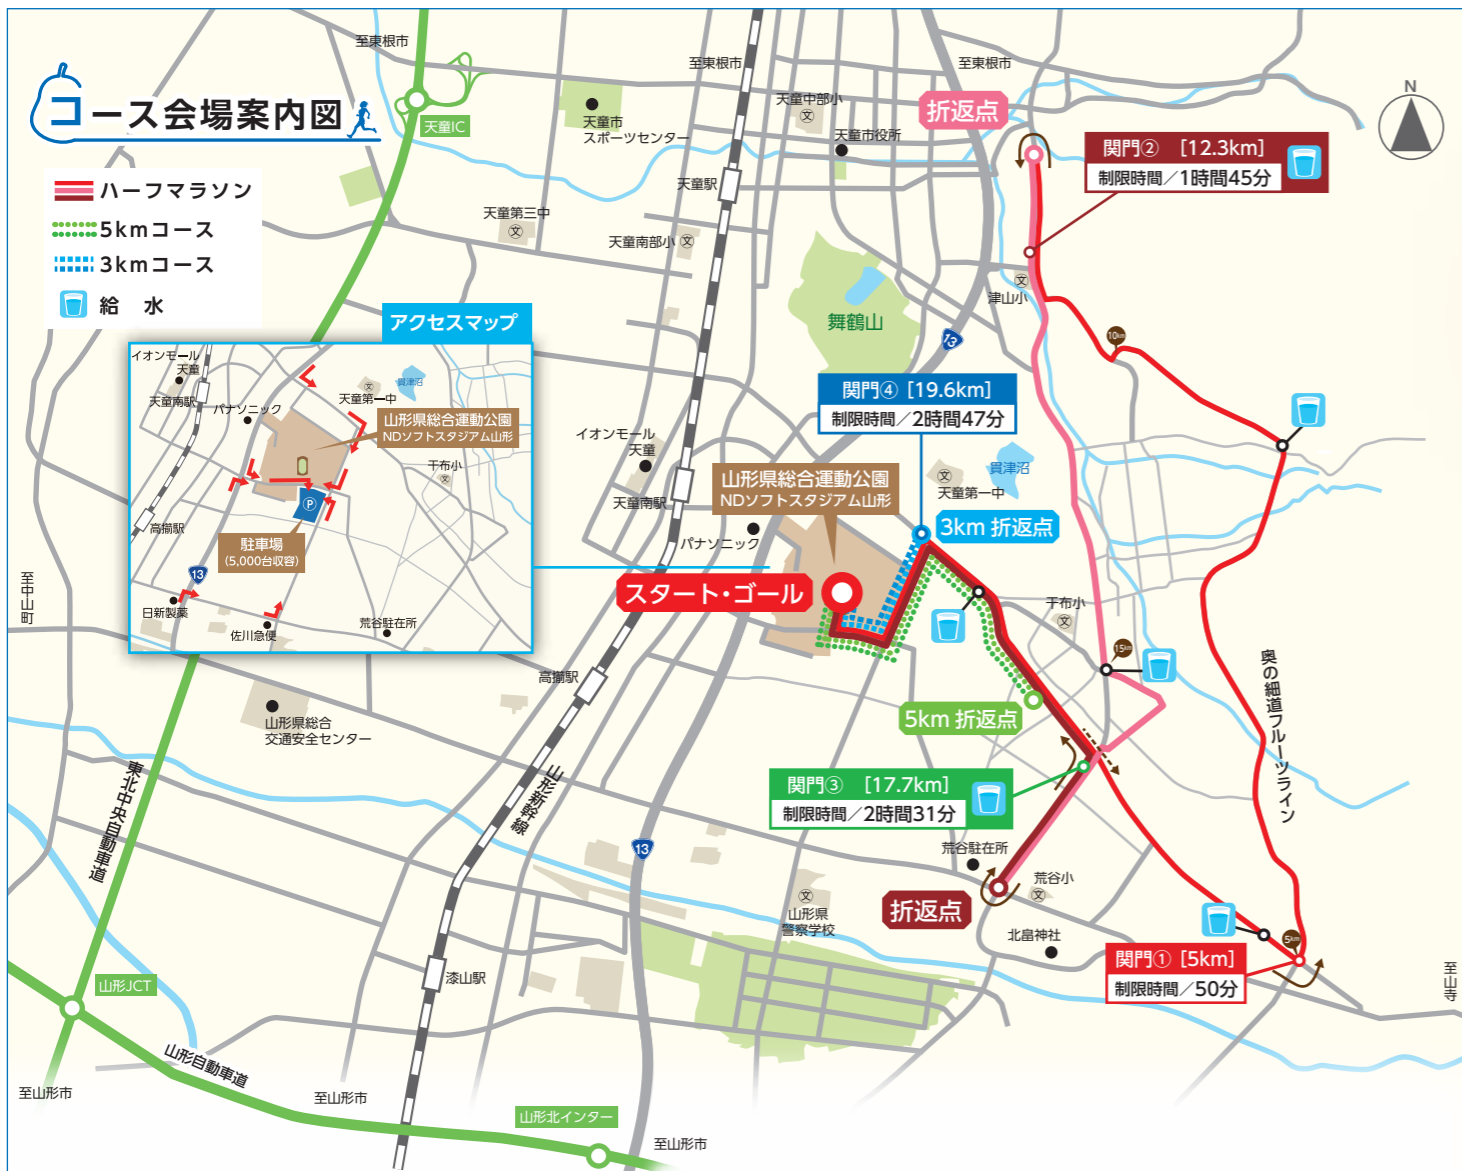 コース会場案内図
ハーフマラソン
5kmコース
3kmコース
給 水
至東根市
至東根市
至東根市
天童IC
天童市
スポーツセンター
天童中部小
文
天童市役所
折返点
N
関門② [12.3km]
制限時間／1時間45分
天童駅
天童第三中
文
天童南部小
文
文
津山小
舞鶴山
13
10km
アクセスマップ
イオンモール
天童
天童南駅
パナソニック
文
天童第一中
貫津沼
山形県総合運動公園
NDソフトスタジアム山形
干布小
文
P
高擶駅
駐車場
(5,000台収容)
13
日新製薬
佐川急便
荒谷駐在所
関門④ [19.6km]
制限時間／2時間47分
イオンモール
天童
天童南駅
山形県総合運動公園
NDソフトスタジアム山形
文
天童第一中
貫津沼
パナソニック
3km 折返点
スタート・ゴール
干布小
文
15km
至中山町
高擶駅
5km 折返点
奥の細道フルーツライン
山形県総合
交通安全センター
関門③ [17.7km]
制限時間／2時間31分
東北中央自動車道
山形新幹線
13
荒谷駐在所
荒谷小
文
折返点
文
山形県
警察学校
北畠神社
5km
関門① [5km]
制限時間／50分
至山寺
漆山駅
山形JCT
山形自動車道
至山形市
至山形市
山形北インター
至山形市